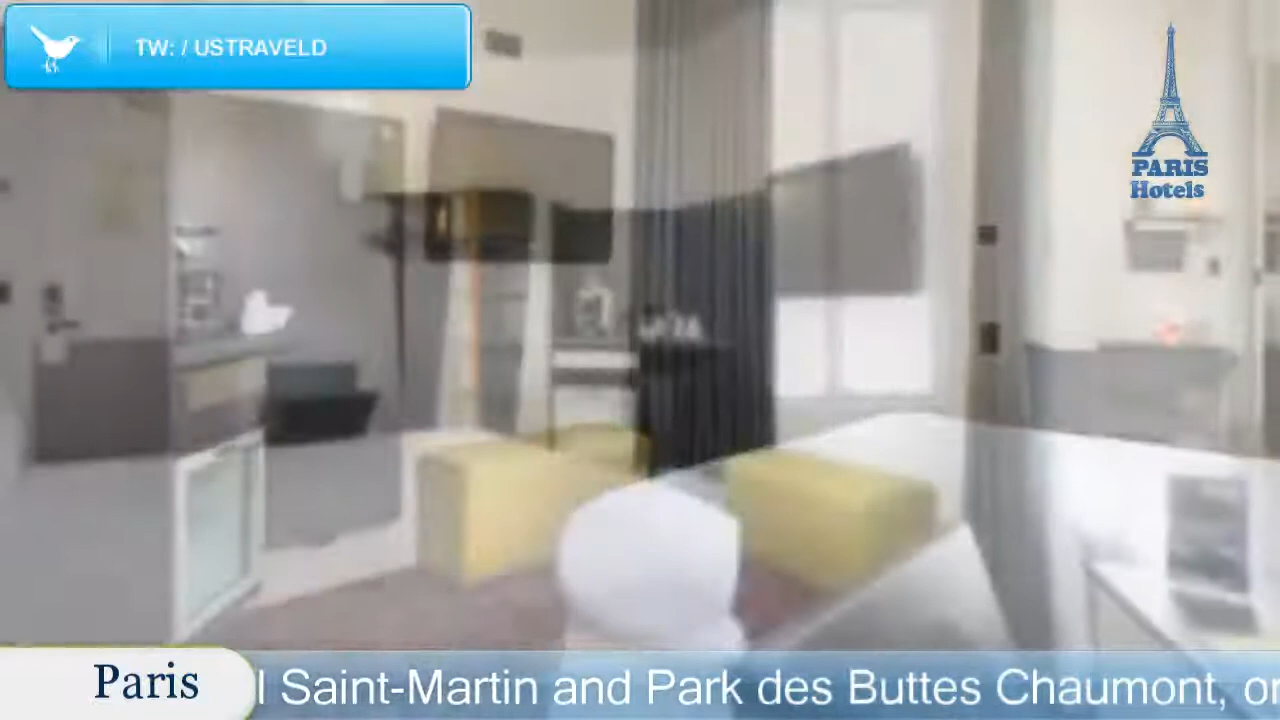 TW: / USTRAVELD
PARIS
Hotels
Paris
l Saint-Martin and Park des Buttes Chaumont, or